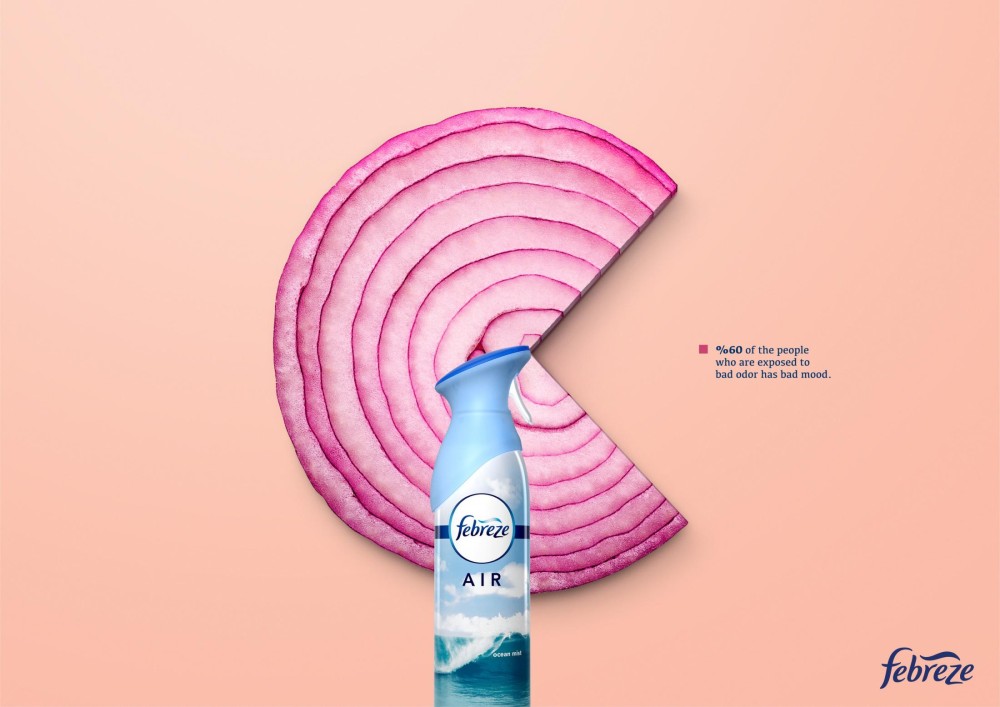 %60 of the people
who are exposed to
bad odor has bad mood.
febreze
AIR
ocean mist
febreze